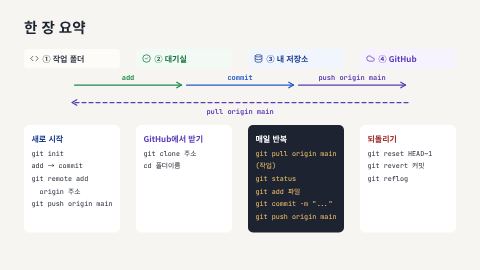 한 장 요약
① 작업 폴더
② 대기실
③ 내 저장소
④ GitHub
add
commit
push origin main
pull origin main
새로 시작
git init
add → commit
git remote add
origin 주소
git push origin main
GitHub에서 받기
git clone 주소
cd 폴더이름
매일 반복
git pull origin main
(작업)
git status
git add 파일
git commit -m "..."
git push origin main
되돌리기
git reset HEAD~1
git revert 커밋
git reflog